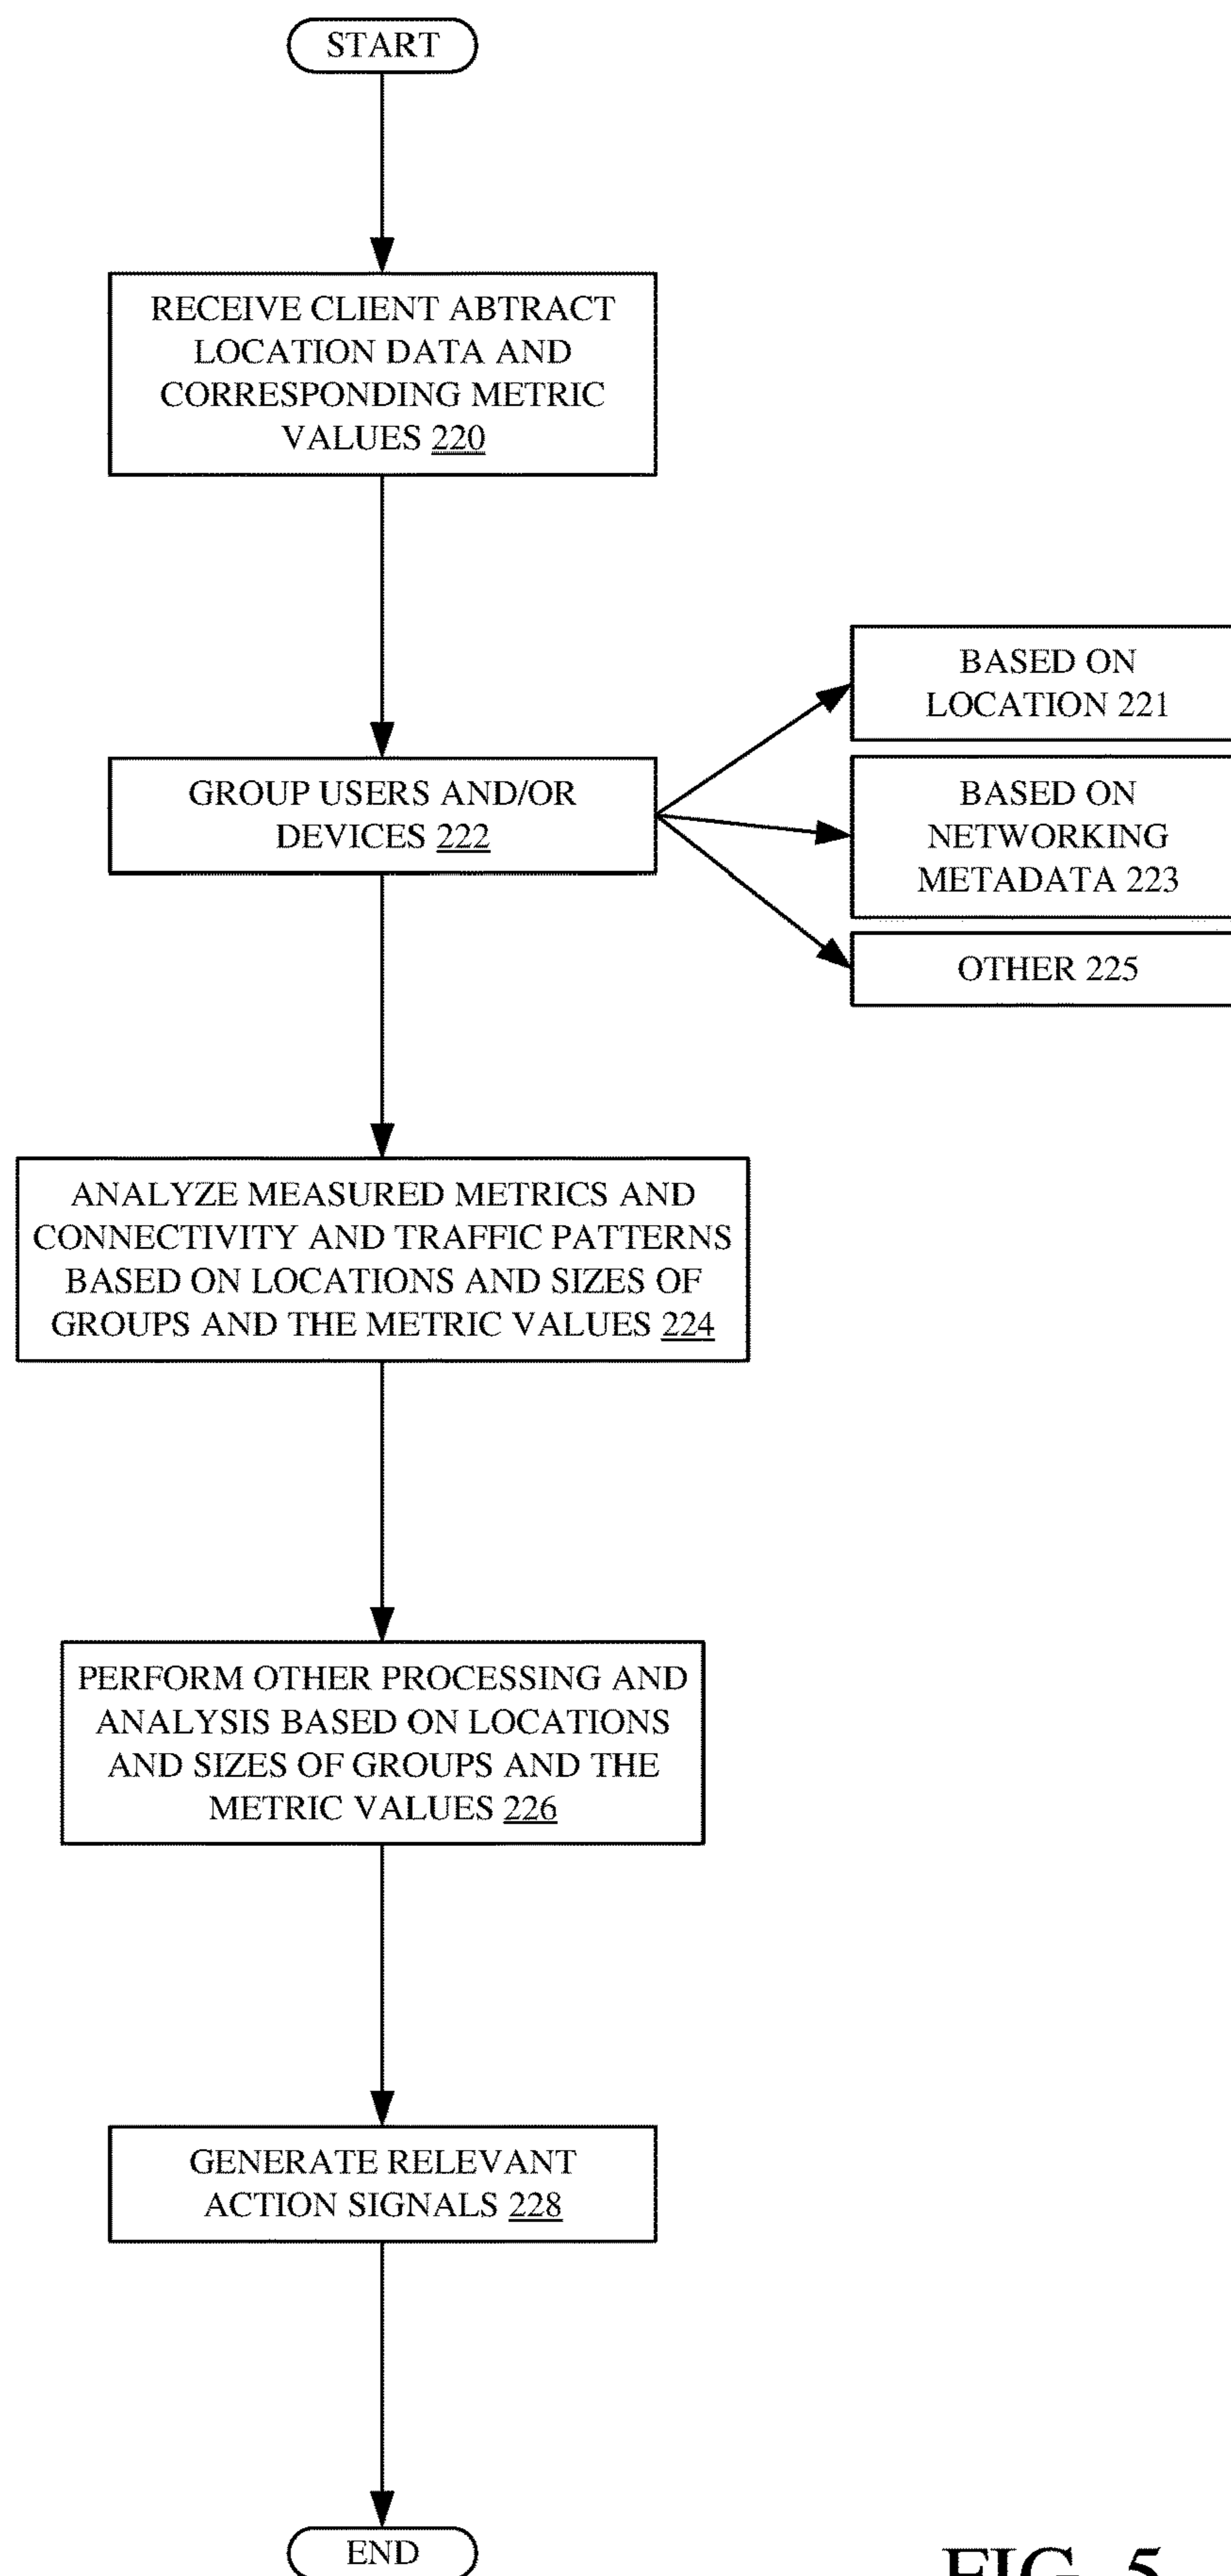 START
RECEIVE CLIENT ABTRACT
LOCATION DATA AND
CORRESPONDING METRIC
VALUES 220
GROUP USERS AND/OR
DEVICES 222
BASED ON
LOCATION 221
BASED ON
NETWORKING
METADATA 223
OTHER 225
ANALYZE MEASURED METRICS AND
CONNECTIVITY AND TRAFFIC PATTERNS
BASED ON LOCATIONS AND SIZES OF
GROUPS AND THE METRIC VALUES 224
PERFORM OTHER PROCESSING AND
ANALYSIS BASED ON LOCATIONS
AND SIZES OF GROUPS AND THE
METRIC VALUES 226
GENERATE RELEVANT
ACTION SIGNALS 228
END
FIG. 5